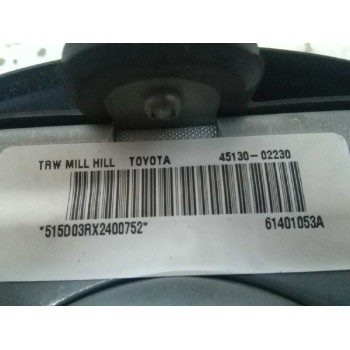 TRW MILL HILL TOYOTA 45130-02230
*515D03RX2400752* 61401053A